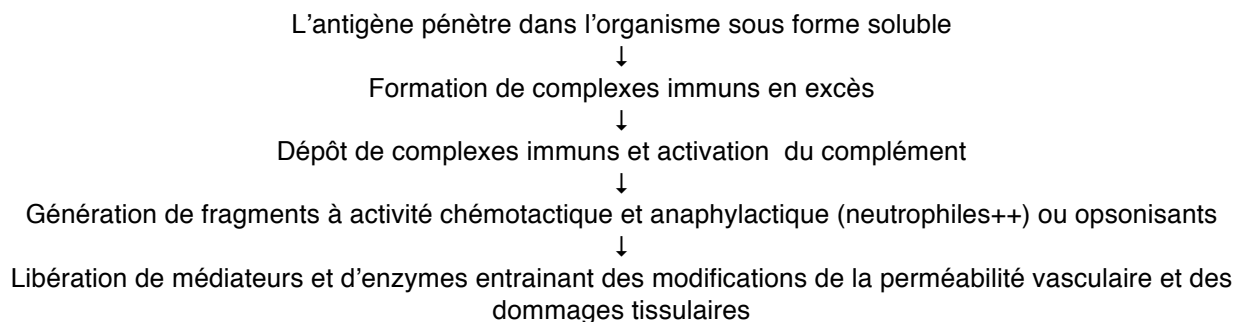 L'antigène pénètre dans l'organisme sous forme soluble
↓
Formation de complexes immuns en excès
↓
Dépôt de complexes immuns et activation du complément
↓
Génération de fragments à activité chémotactique et anaphylactique (neutrophiles++) ou opsonisants
↓
Libération de médiateurs et d'enzymes entrainant des modifications de la perméabilité vasculaire et des
dommages tissulaires